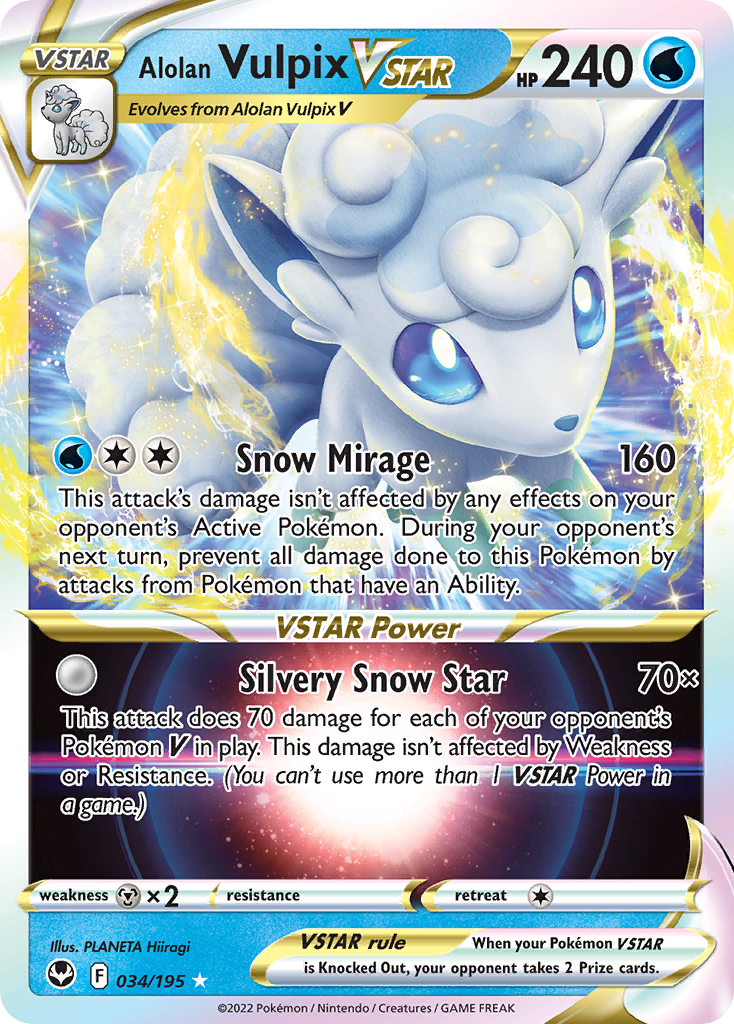 VSTAR
Alolan Vulpix VSTAR HP 240
Evolves from Alolan Vulpix V
Snow Mirage 160
This attack's damage isn't affected by any effects on your
opponent's Active Pokémon. During your opponent's
next turn, prevent all damage done to this Pokémon by
attacks from Pokémon that have an Ability.
VSTAR Power
Silvery Snow Star 70×
This attack does 70 damage for each of your opponent's
Pokémon V in play. This damage isn't affected by Weakness
or Resistance. (You can't use more than 1 VSTAR Power in
a game.)
weakness ×2 resistance retreat
Illus. PLANETA Hiiragi
VSTAR rule When your Pokémon VSTAR
is Knocked Out, your opponent takes 2 Prize cards.
F 034/195
©2022 Pokémon / Nintendo / Creatures / GAME FREAK